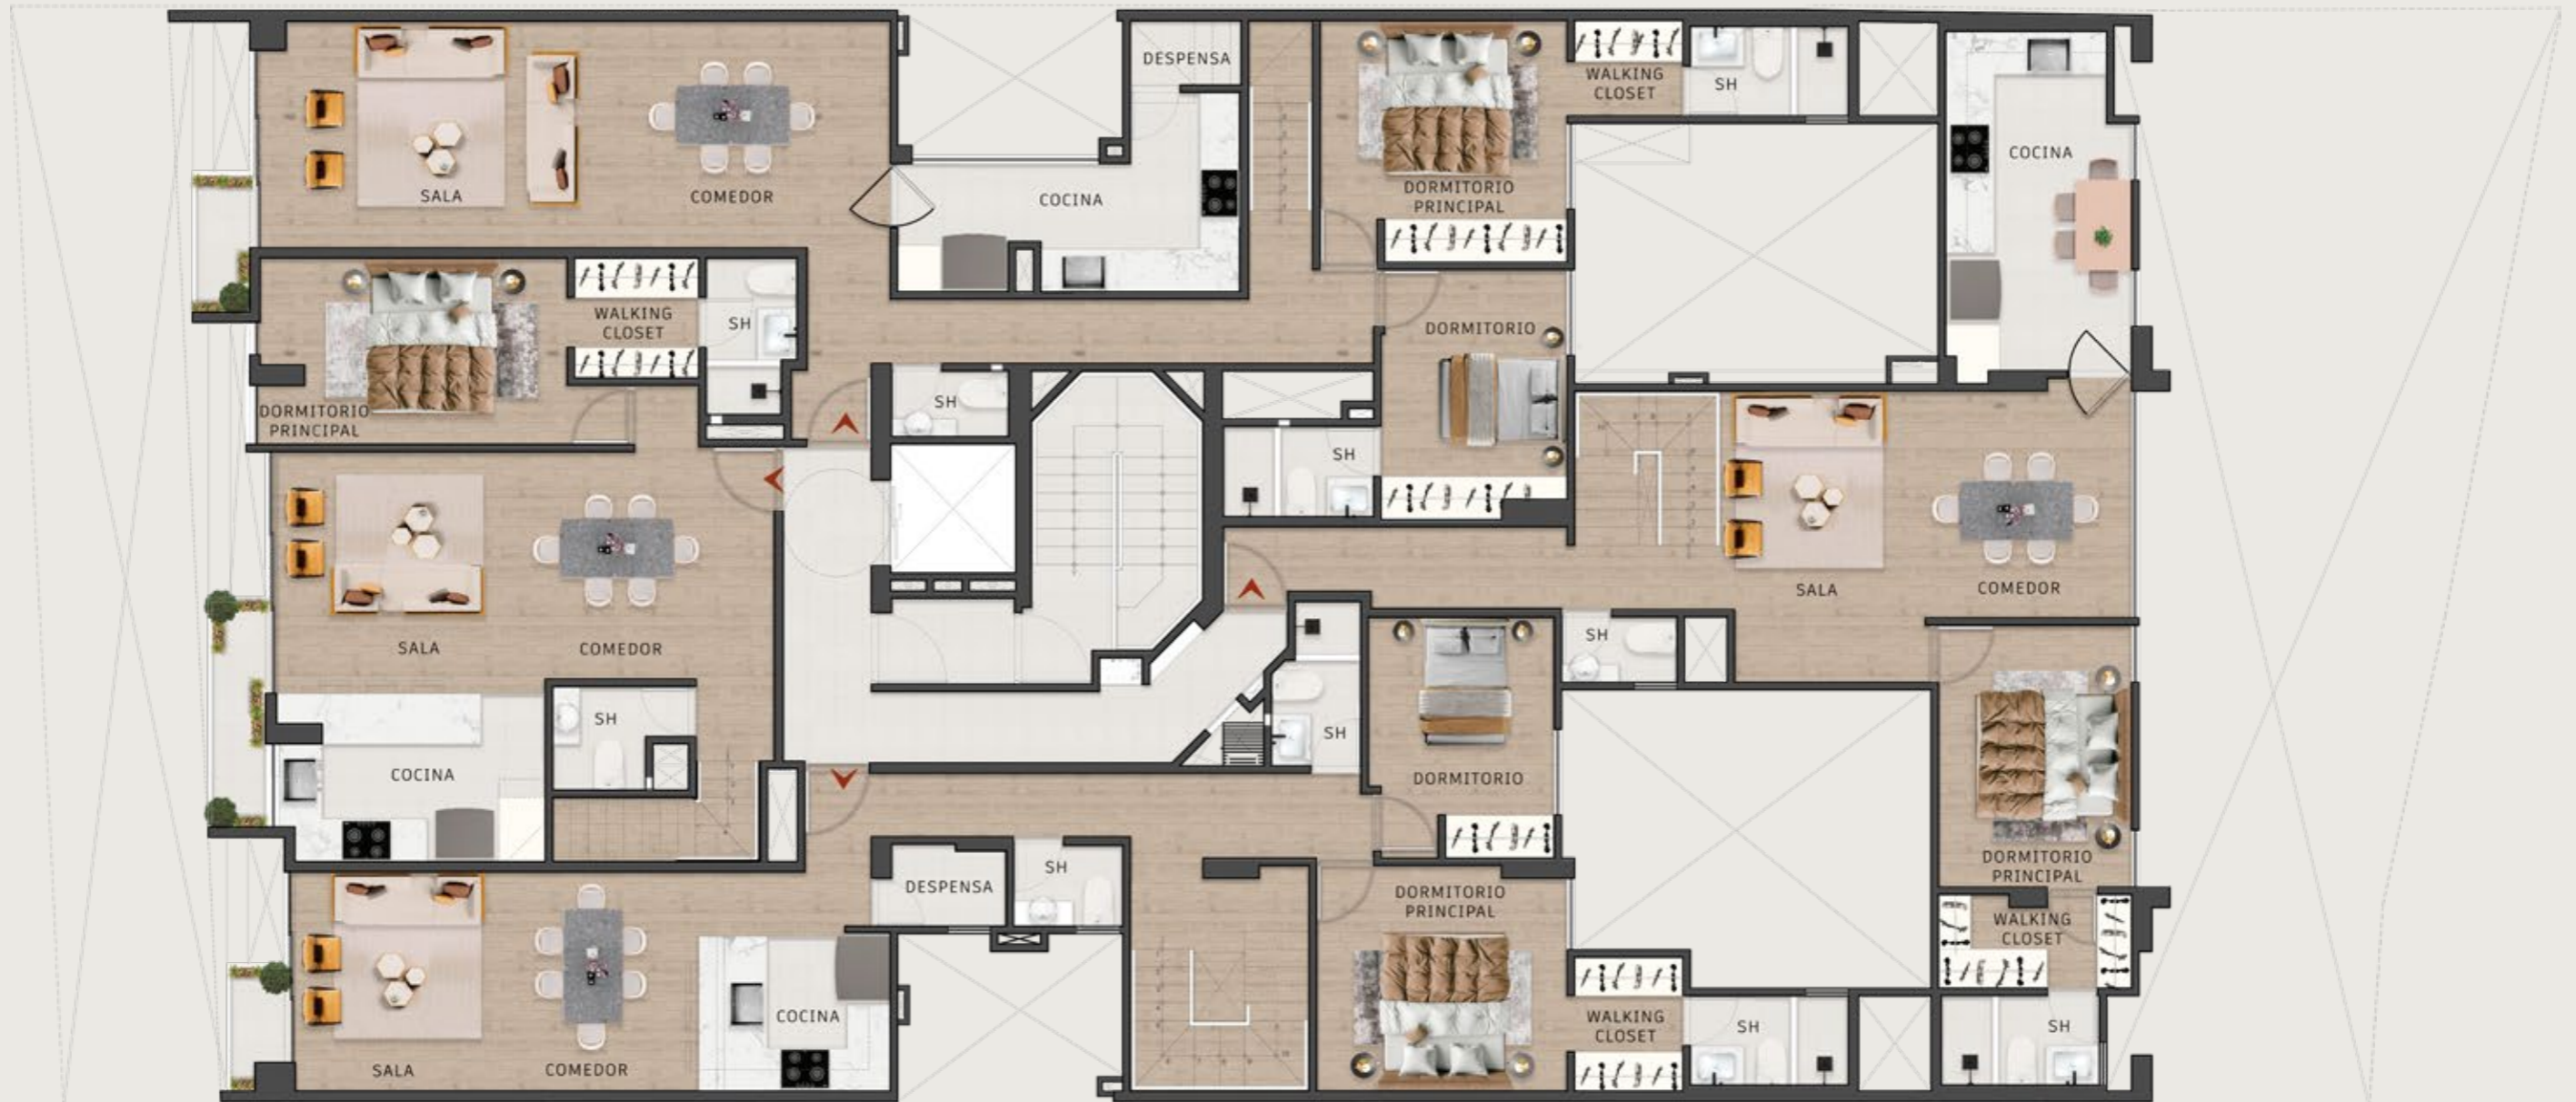 DESPENSA
WALKING
CLOSET
SH
COCINA
SALA
COMEDOR
COCINA
DORMITORIO
PRINCIPAL
WALKING
CLOSET
SH
DORMITORIO
DORMITORIO
PRINCIPAL
SH
SH
SALA
COMEDOR
SALA
COMEDOR
SH
SH
SH
COCINA
DORMITORIO
DORMITORIO
PRINCIPAL
DESPENSA
SH
DORMITORIO
PRINCIPAL
WALKING
CLOSET
SALA
COMEDOR
COCINA
WALKING
CLOSET
SH
SH